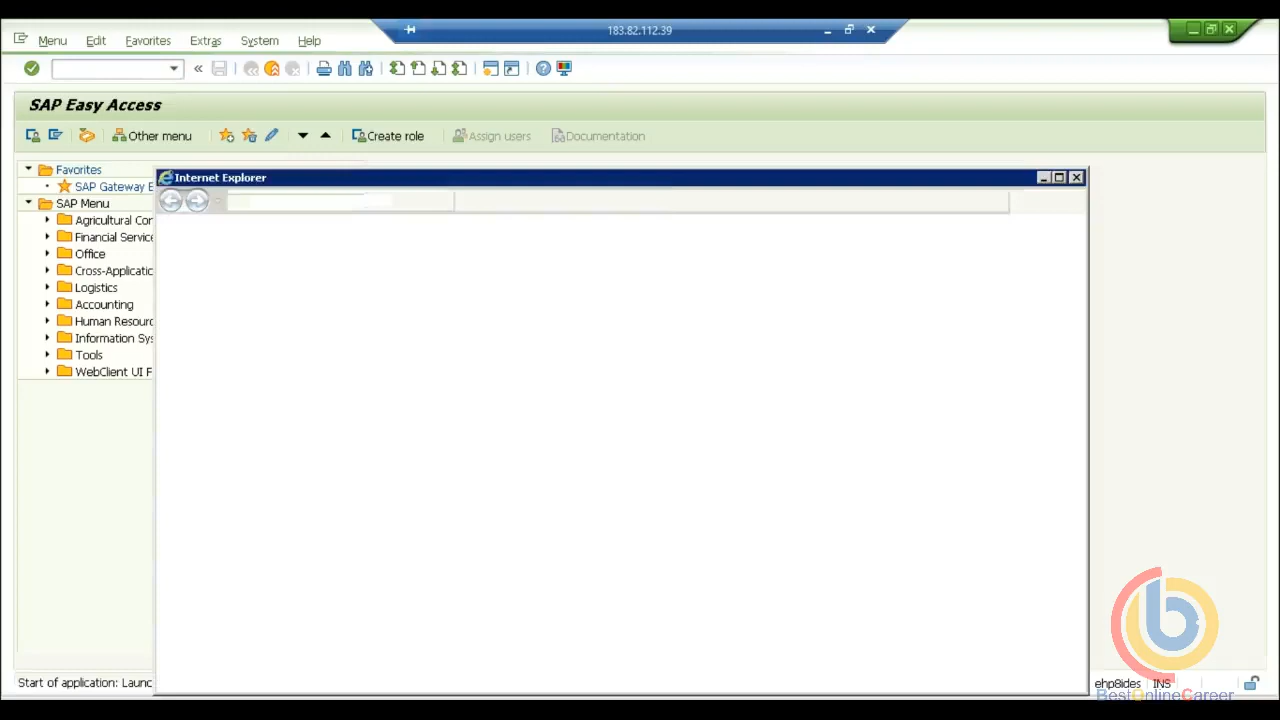 183.82.112.39
Menu Edit Favorites Extras System Help
SAP Easy Access
Other menu Create role Assign users Documentation
Favorites
SAP Gateway E
SAP Menu
Agricultural Cor
Financial Service
Office
Cross-Applicatic
Logistics
Accounting
Human Resourc
Information Sys
Tools
WebClient UI F
Internet Explorer
Start of application: Launc
ehp8ides INS
b
BestOnlineCareer